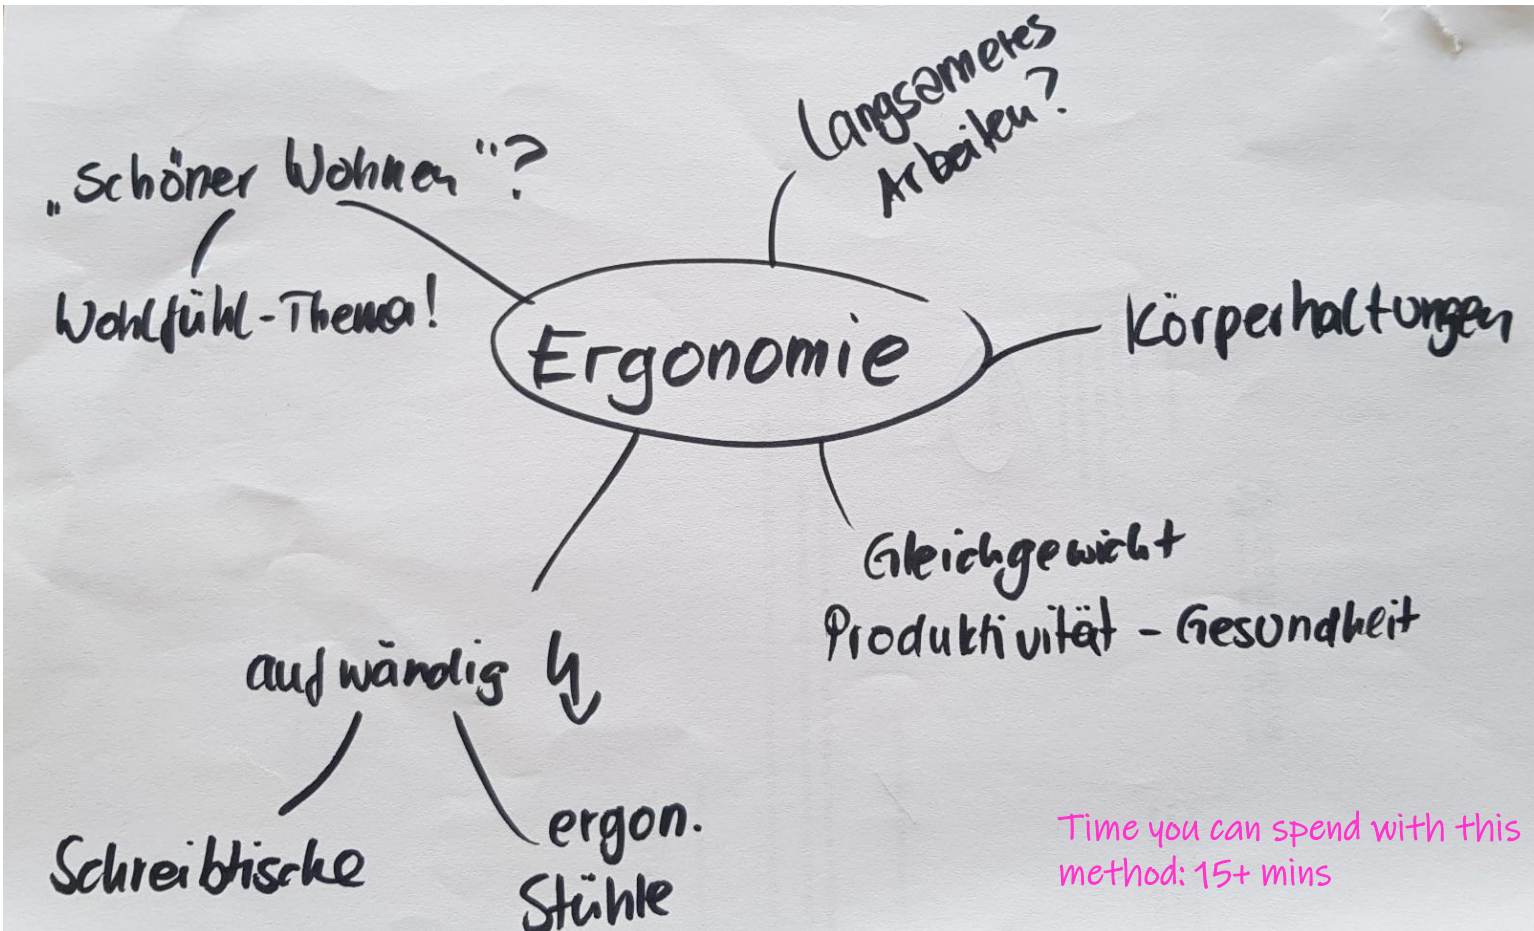 Langsameres
Arbeiten?
„Schöner Wohnen"?
Wohlfühl-Thema!
Körperhaltungen
Ergonomie
Gleichgewicht
Produktivität - Gesundheit
aufwändig
Schreibtische
ergon.
Stühle
Time you can spend with this
method: 15+ mins